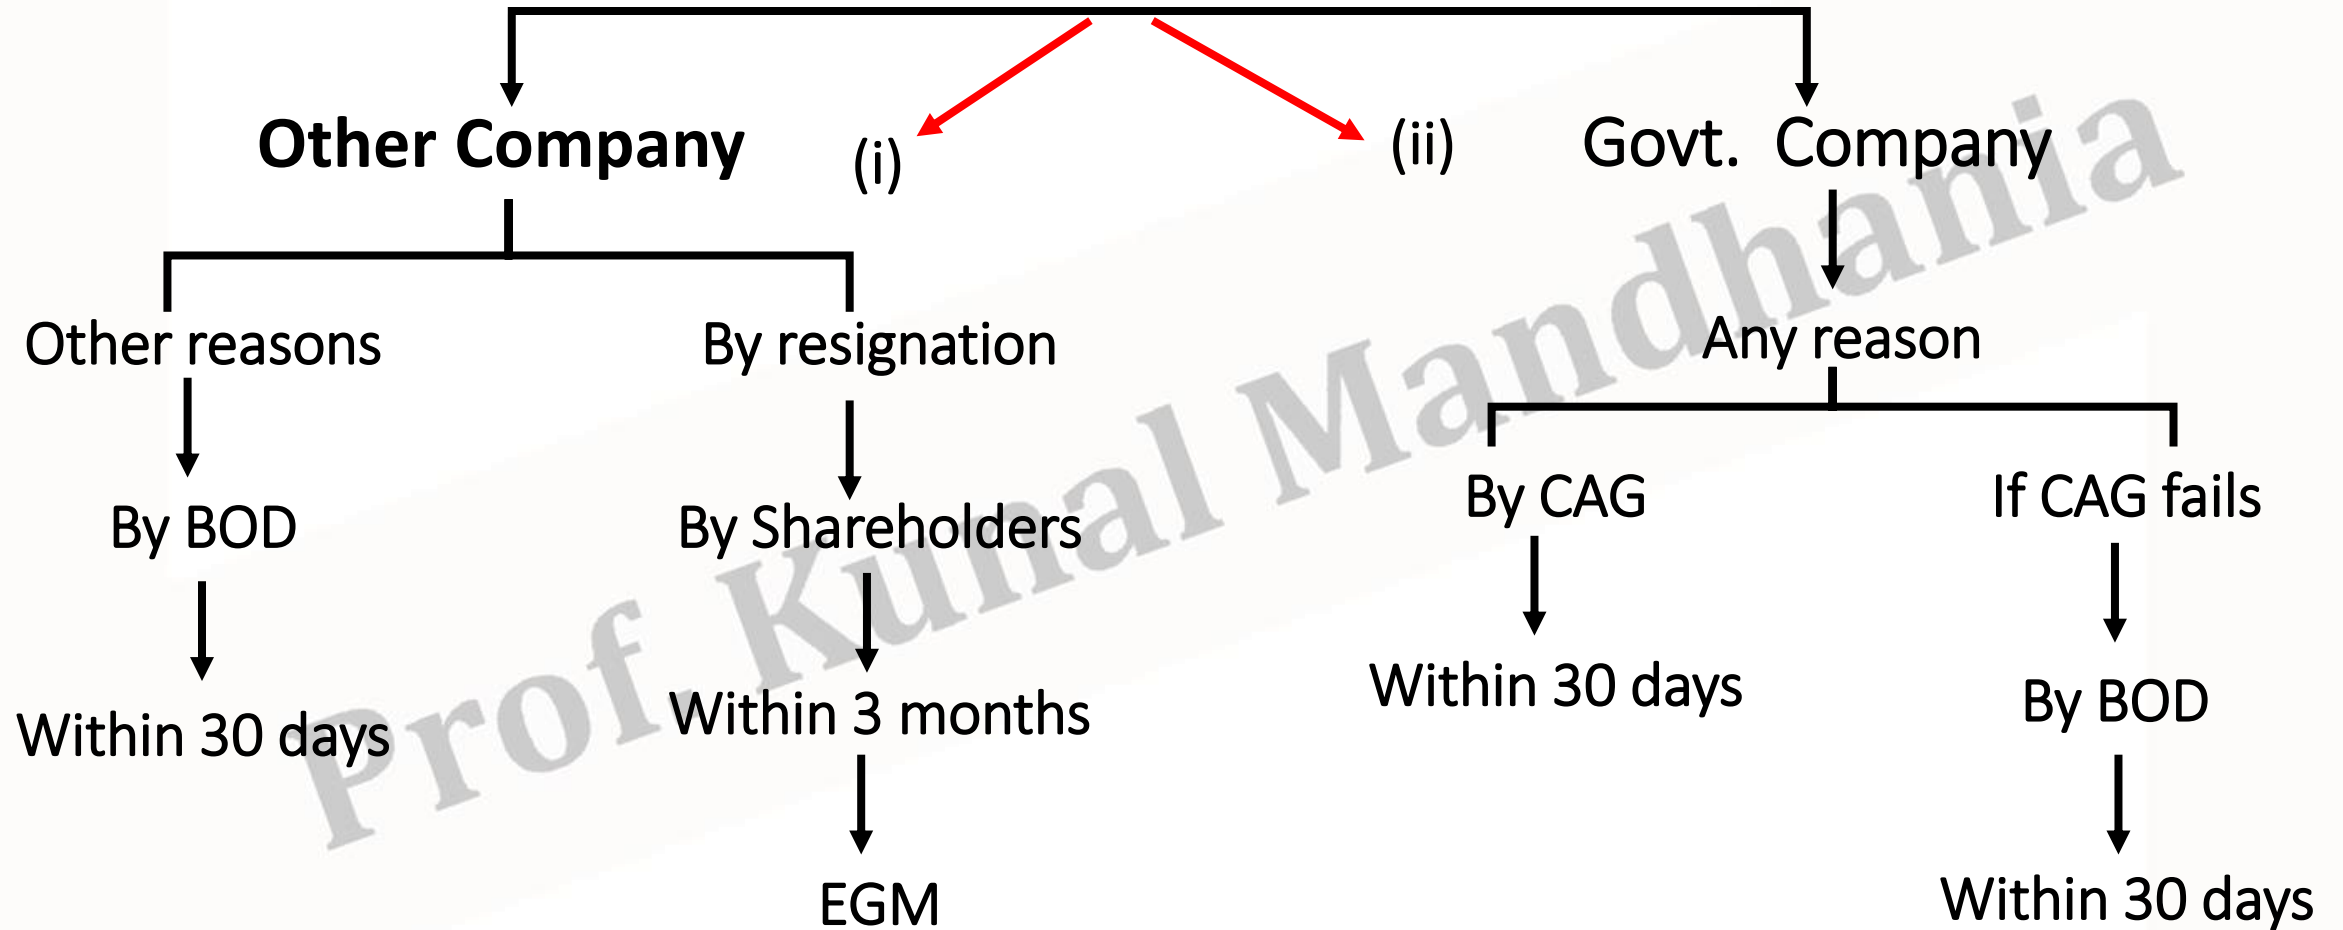 Other Company
(i)
(ii)
Govt. Company
Other reasons
By resignation
Any reason
By BOD
By Shareholders
By CAG
If CAG fails
Within 30 days
Within 3 months
Within 30 days
By BOD
EGM
Within 30 days
Prof. Kunal Mandhania